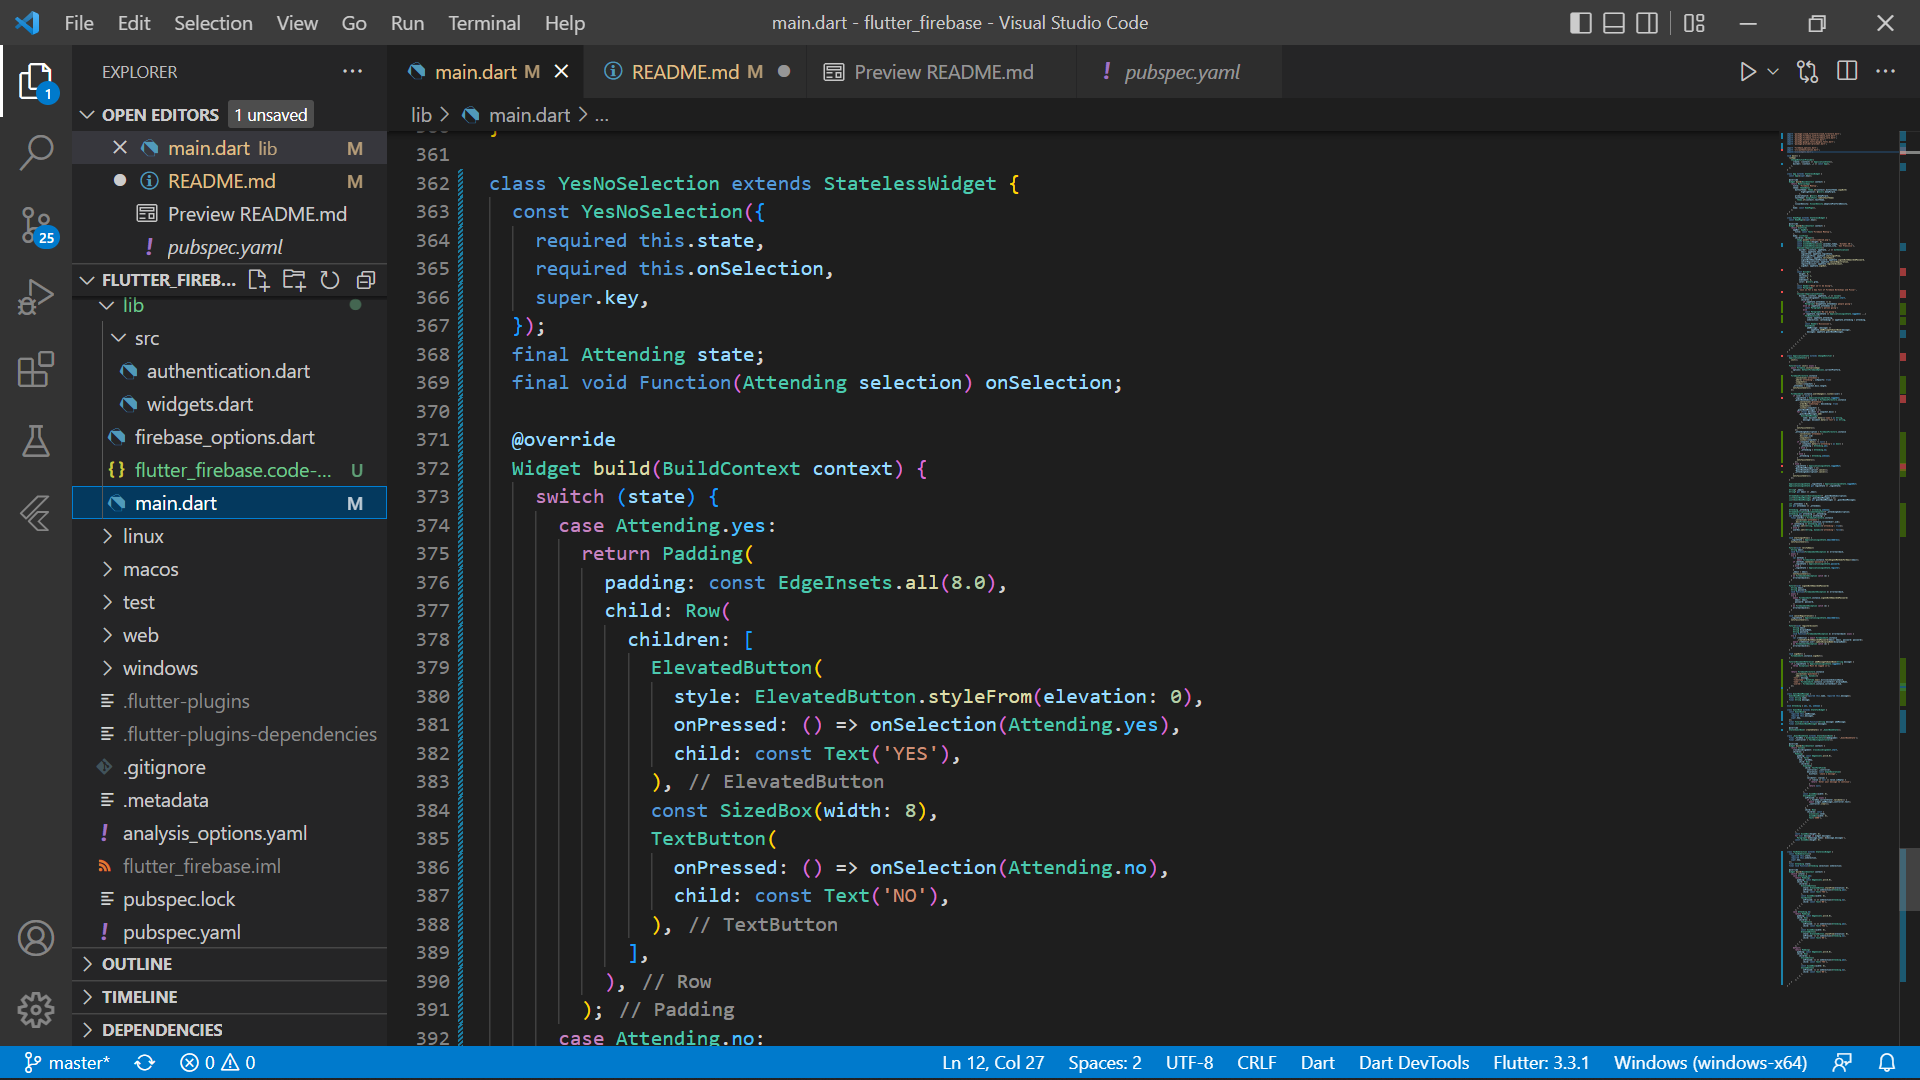 File Edit Selection View Go Run Terminal Help
main.dart - flutter_firebase - Visual Studio Code
EXPLORER
main.dart M
README.md M
Preview README.md
! pubspec.yaml
1
OPEN EDITORS 1 unsaved
main.dart lib M
README.md M
Preview README.md
! pubspec.yaml
25
FLUTTER_FIREB...
lib
src
authentication.dart
widgets.dart
firebase_options.dart
{} flutter_firebase.code-... U
main.dart M
linux
macos
test
web
windows
.flutter-plugins
.flutter-plugins-dependencies
.gitignore
.metadata
! analysis_options.yaml
flutter_firebase.iml
pubspec.lock
! pubspec.yaml
OUTLINE
TIMELINE
DEPENDENCIES
lib > main.dart > ...
361
362 class YesNoSelection extends StatelessWidget {
363 const YesNoSelection({
364 required this.state,
365 required this.onSelection,
366 super.key,
367 });
368 final Attending state;
369 final void Function(Attending selection) onSelection;
370
371 @override
372 Widget build(BuildContext context) {
373 switch (state) {
374 case Attending.yes:
375 return Padding(
376 padding: const EdgeInsets.all(8.0),
377 child: Row(
378 children: [
379 ElevatedButton(
380 style: ElevatedButton.styleFrom(elevation: 0),
381 onPressed: () => onSelection(Attending.yes),
382 child: const Text('YES'),
383 ), // ElevatedButton
384 const SizedBox(width: 8),
385 TextButton(
386 onPressed: () => onSelection(Attending.no),
387 child: const Text('NO'),
388 ), // TextButton
389 ],
390 ), // Row
391 ); // Padding
392 case Attending.no:
master* 0 0
Ln 12, Col 27 Spaces: 2 UTF-8 CRLF Dart Dart DevTools Flutter: 3.3.1 Windows (windows-x64)